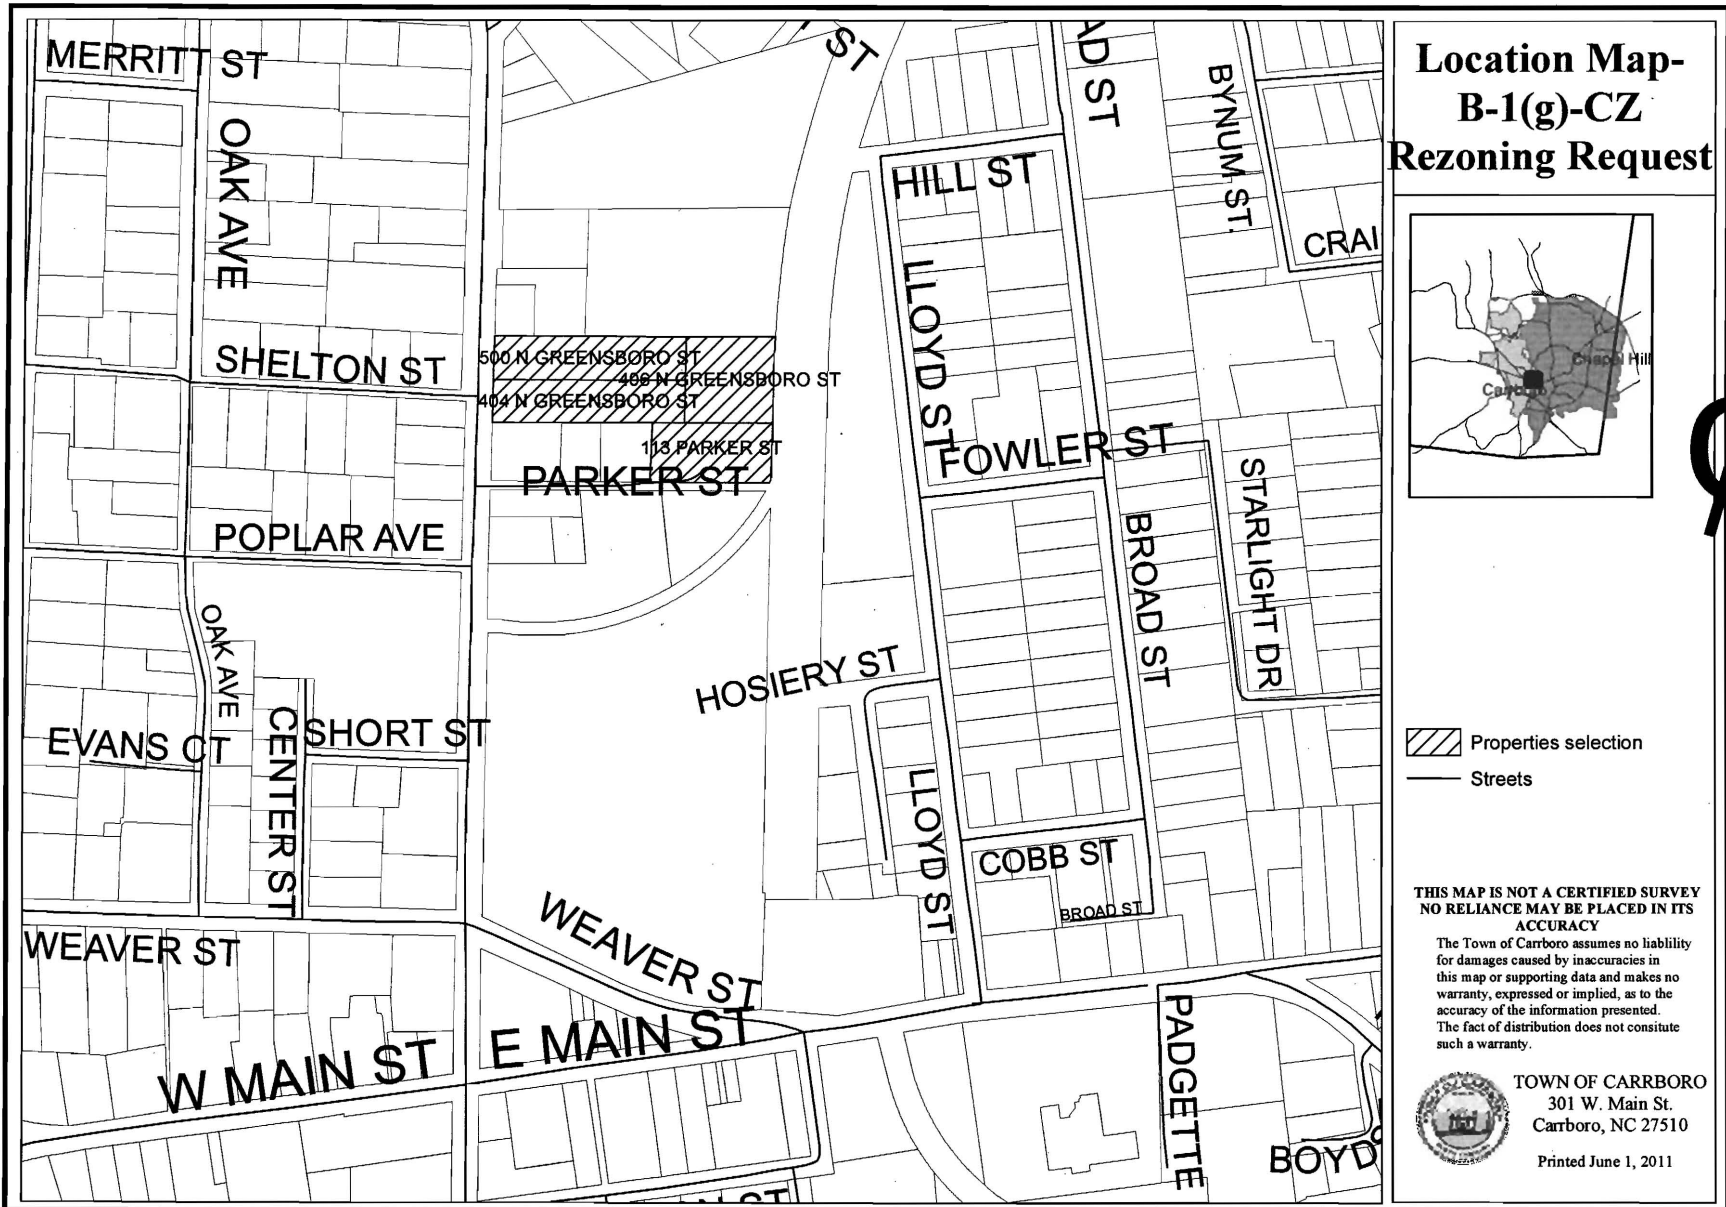 MERRITT ST
OAK AVE
SHELTON ST
POPLAR AVE
OAK AVE
EVANS CT
CENTER ST
SHORT ST
WEAVER ST
W MAIN ST
E MAIN ST
WEAVER ST
ST
500 N GREENSBORO ST
406 N GREENSBORO ST
404 N GREENSBORO ST
113 PARKER ST
PARKER ST
HOSIERY ST
HILL ST
LLOYD ST
FOWLER ST
AD ST
BYNUM ST.
CRAI
BROAD ST
STARLIGHT DR
LLOYD ST
COBB ST
BROAD ST
PADGETTE
BOYD
Location Map-
B-1(g)-CZ
Rezoning Request
Chapel Hill
Carrboro
Properties selection
Streets
THIS MAP IS NOT A CERTIFIED SURVEY
NO RELIANCE MAY BE PLACED IN ITS
ACCURACY
The Town of Carrboro assumes no liablility
for damages caused by inaccuracies in
this map or supporting data and makes no
warranty, expressed or implied, as to the
accuracy of the information presented.
The fact of distribution does not consitute
such a warranty.
TOWN OF CARRBORO
301 W. Main St.
Carrboro, NC 27510
Printed June 1, 2011